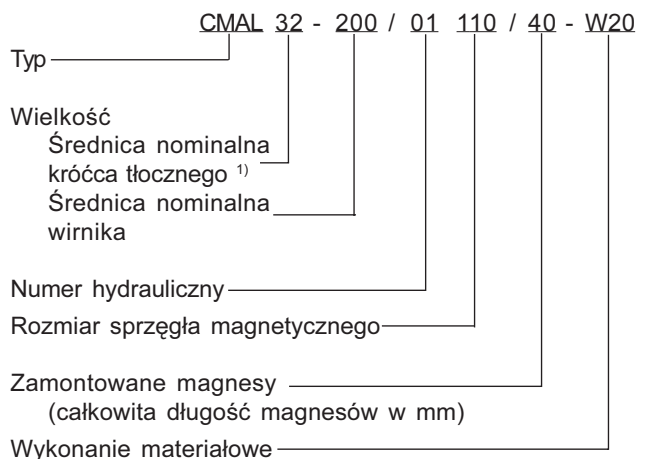 CMAL 32 - 200 / 01 110 / 40 - W20
Typ
Wielkość
Średnica nominalna
króćca tłocznego 1)
Średnica nominalna
wirnika
Numer hydrauliczny
Rozmiar sprzęgła magnetycznego
Zamontowane magnesy
(całkowita długość magnesów w mm)
Wykonanie materiałowe